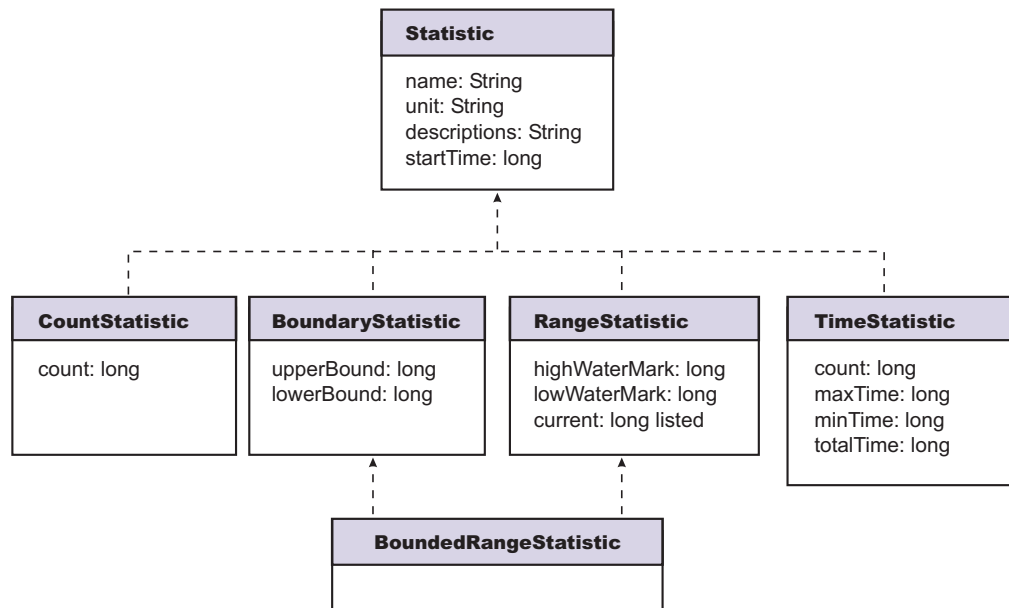 Statistic
name: String
unit: String
descriptions: String
startTime: long
CountStatistic
count: long
BoundaryStatistic
upperBound: long
lowerBound: long
RangeStatistic
highWaterMark: long
lowWaterMark: long
current: long listed
TimeStatistic
count: long
maxTime: long
minTime: long
totalTime: long
BoundedRangeStatistic